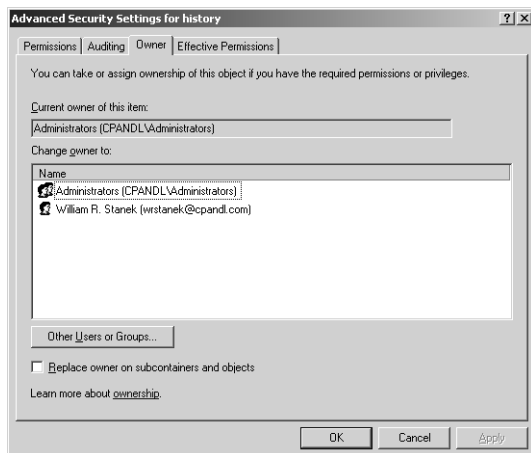 Advanced Security Settings for history
Permissions Auditing Owner Effective Permissions
You can take or assign ownership of this object if you have the required permissions or privileges.
Current owner of this item:
Administrators (CPANDL\Administrators)
Change owner to:
Name
Administrators (CPANDL\Administrators)
William R. Stanek (wrstanek@cpandl.com)
Other Users or Groups...
Replace owner on subcontainers and objects
Learn more about ownership.
OK Cancel Apply